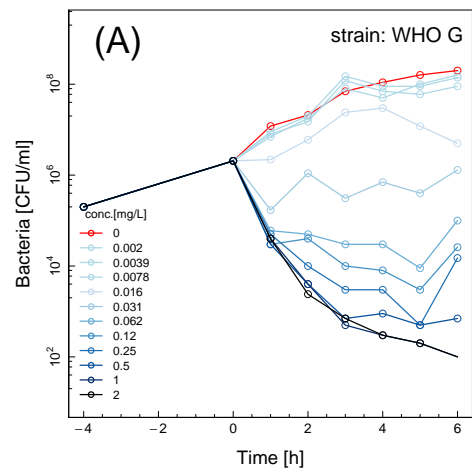 (A)
strain: WHO G
Bacteria [CFU/ml]
10^8
10^6
10^4
10^2
conc.[mg/L]
0
0.002
0.0039
0.0078
0.016
0.031
0.062
0.12
0.25
0.5
1
2
−4 −2 0 2 4 6
Time [h]